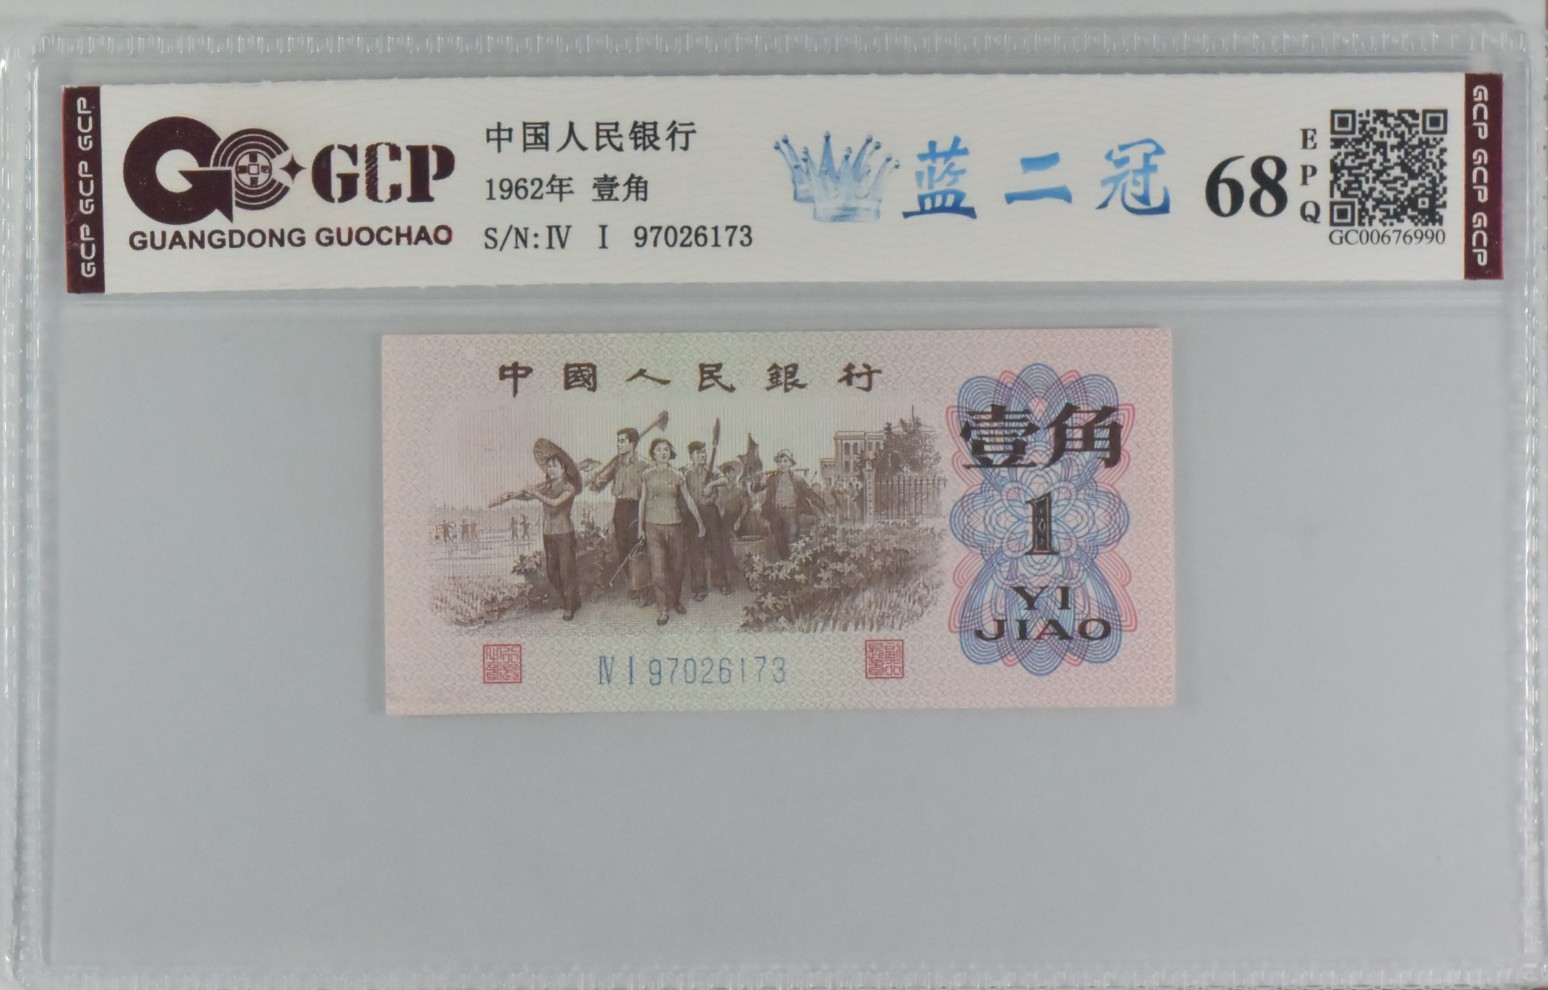 GCP GCP GCP
GCP
GUANGDONG GUOCHAO
中国人民银行
1962年 壹角
S/N:Ⅳ Ⅰ 97026173
蓝二冠
68
EPQ
GC00676990
GCP GCP GCP
中國人民銀行
壹角
1
YI
JIAO
Ⅳ Ⅰ 97026173